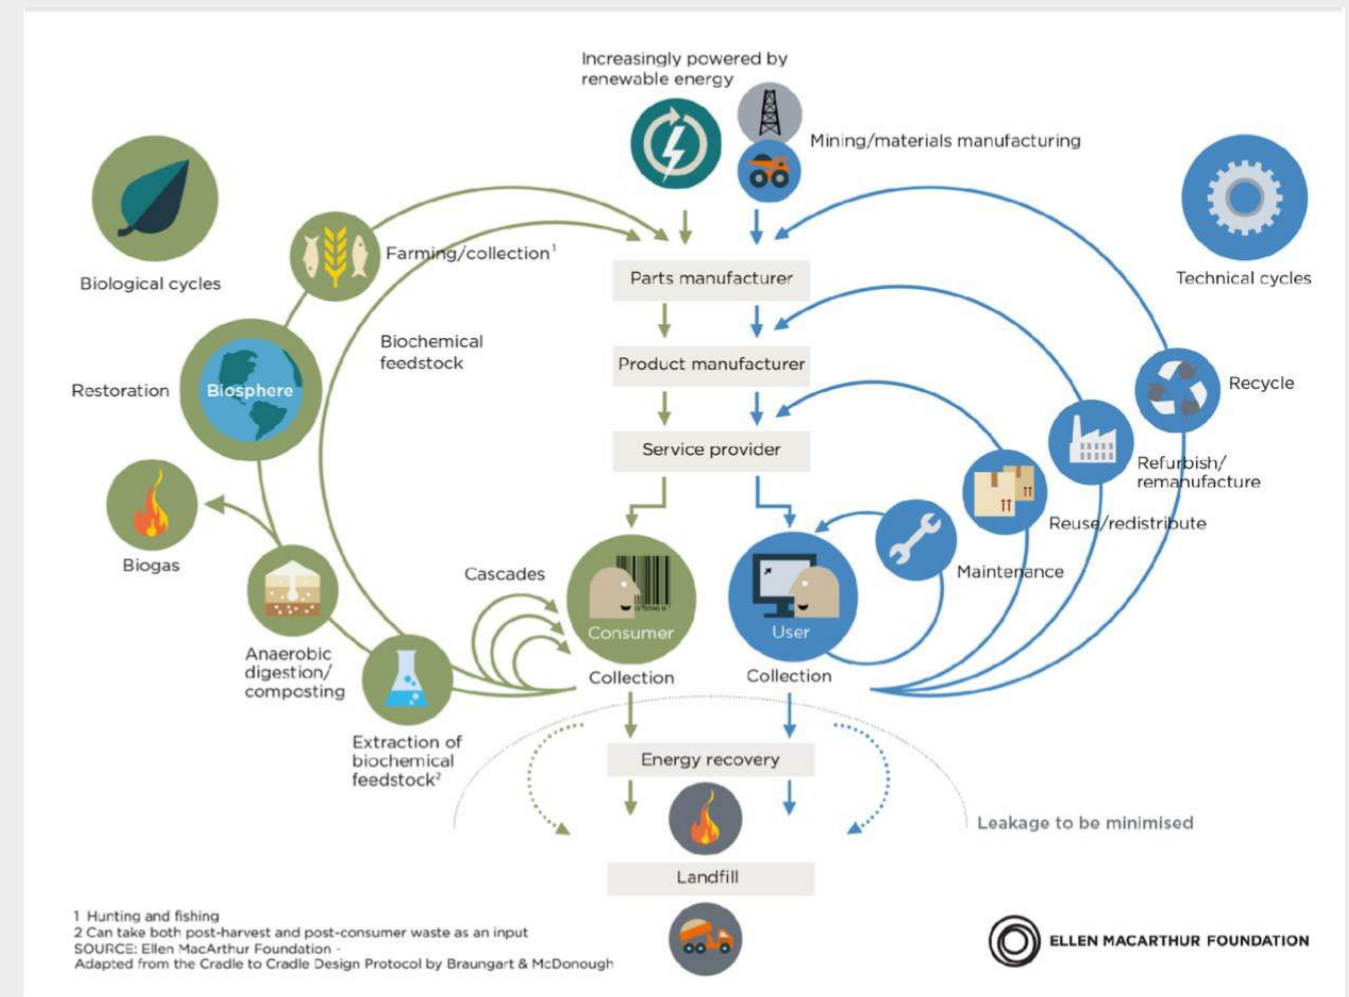 Increasingly powered by
renewable energy
Mining/materials manufacturing
Biological cycles
Technical cycles
Farming/collection¹
Parts manufacturer
Biochemical
feedstock
Product manufacturer
Restoration
Biosphere
Recycle
Service provider
Refurbish/
remanufacture
Reuse/redistribute
Biogas
Cascades
Maintenance
Consumer
User
Anaerobic
digestion/
composting
Collection
Collection
Extraction of
biochemical
feedstock²
Energy recovery
Leakage to be minimised
Landfill
1 Hunting and fishing
2 Can take both post-harvest and post-consumer waste as an input
SOURCE: Ellen MacArthur Foundation -
Adapted from the Cradle to Cradle Design Protocol by Braungart & McDonough
ELLEN MACARTHUR FOUNDATION